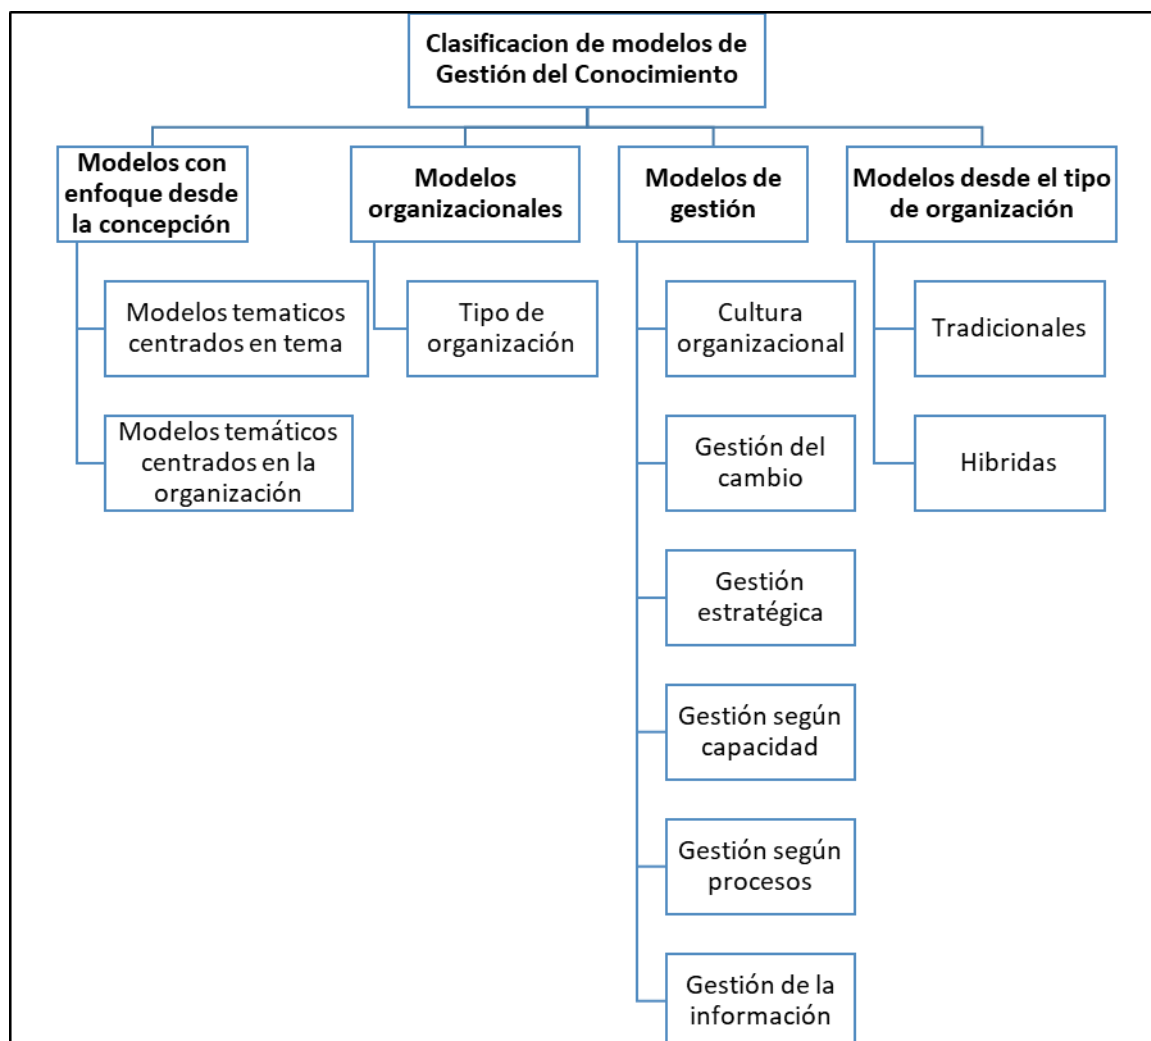 Clasificacion de modelos de
Gestión del Conocimiento
Modelos con
enfoque desde
la concepción
Modelos tematicos
centrados en tema
Modelos temáticos
centrados en la
organización
Modelos
organizacionales
Tipo de
organización
Modelos de
gestión
Cultura
organizacional
Gestión del
cambio
Gestión
estratégica
Gestión según
capacidad
Gestión según
procesos
Gestión de la
información
Modelos desde el tipo
de organización
Tradicionales
Hibridas